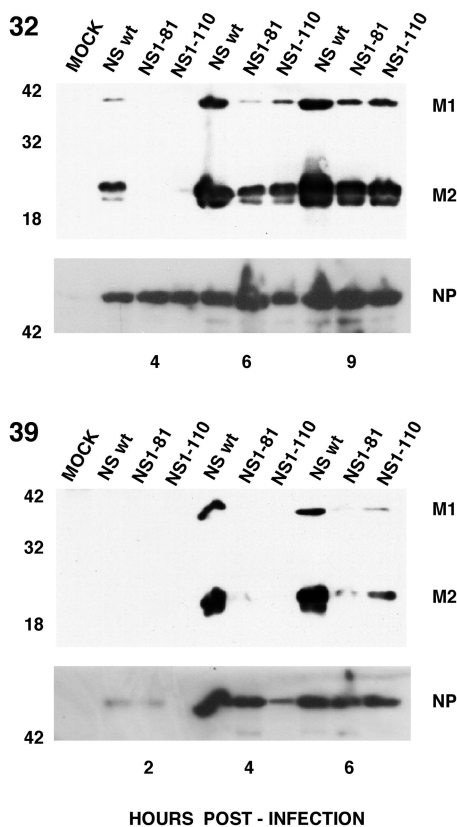 32
MOCK NS wt NS1-81 NS1-110 NS wt NS1-81 NS1-110 NS wt NS1-81 NS1-110
42
M1
32
M2
18
NP
42
4 6 9
39
MOCK NS wt NS1-81 NS1-110 NS wt NS1-81 NS1-110 NS wt NS1-81 NS1-110
42
M1
32
M2
18
NP
42
2 4 6
HOURS POST - INFECTION